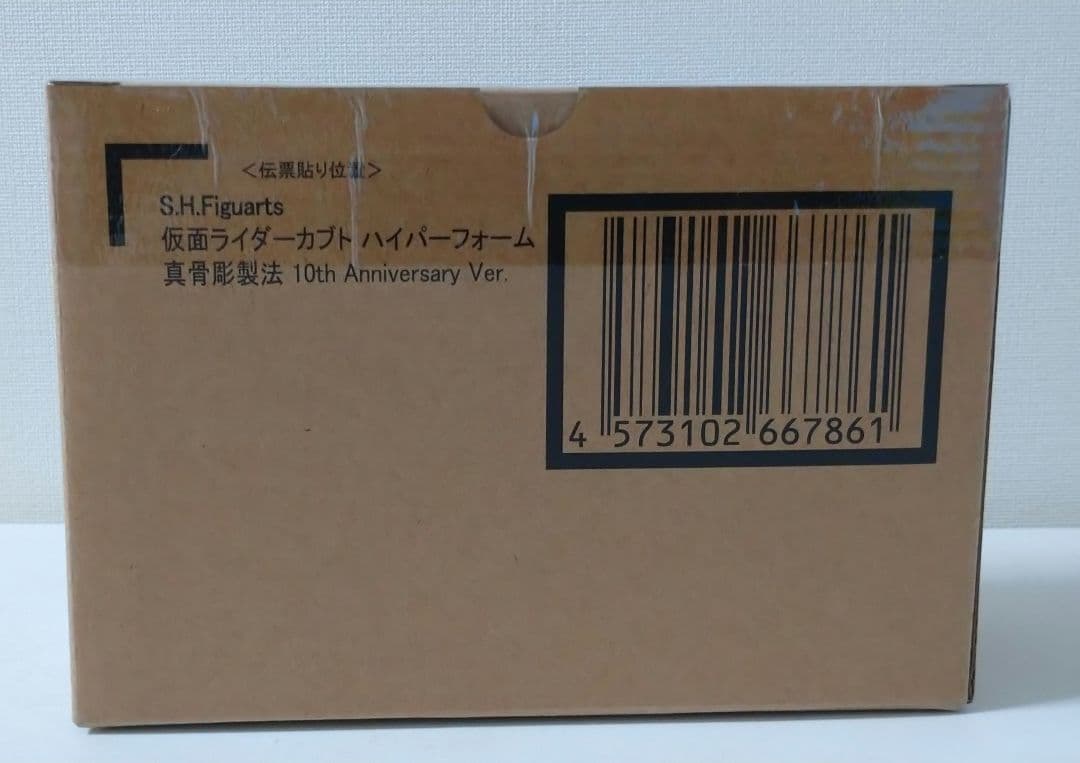 <伝票貼り位置>
S.H.Figuarts
仮面ライダーカブト ハイパーフォーム
真骨彫製法 10th Anniversary Ver.
4 573102 667861